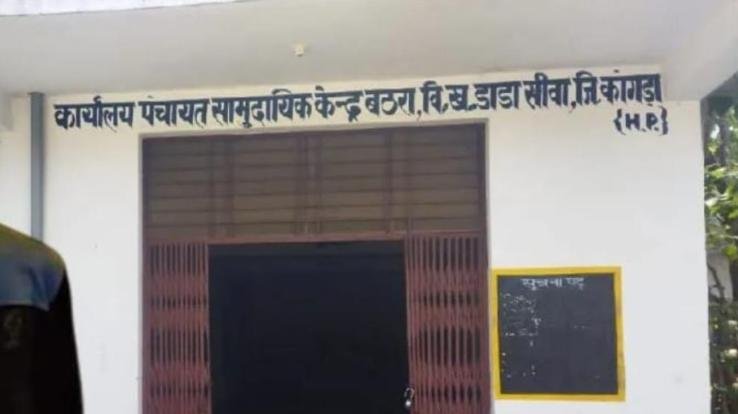 कार्यालय पंचायत सामुदायिक केन्द्र बठरा, वि.ख. डाडा सीवा, जि. कांगड़ा
{H.P.}
सूचना पट्ट